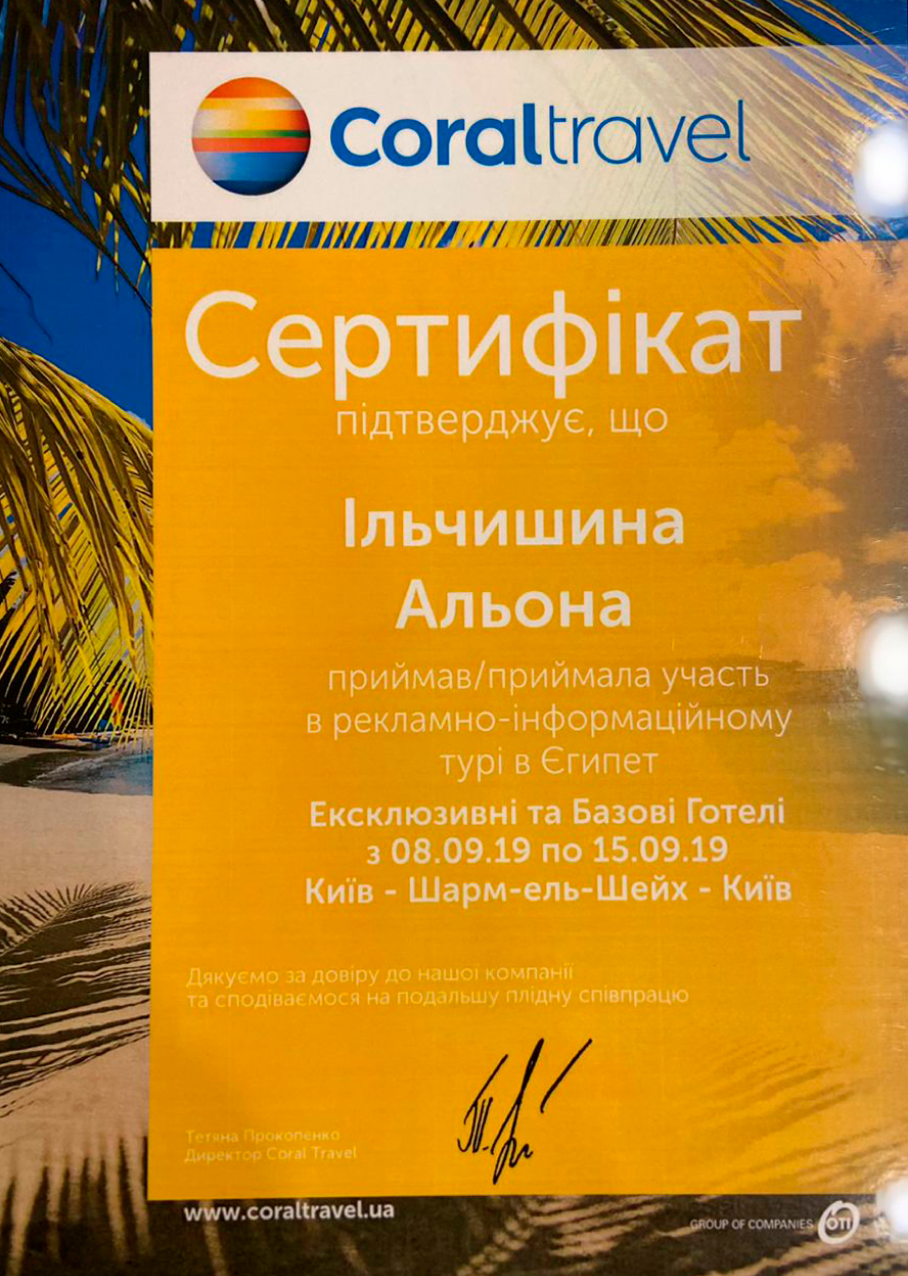 Coraltravel
Сертифікат
підтверджує, що
Ільчишина
Альона
приймав/приймала участь
в рекламно-інформаційному
турі в Єгипет
Ексклюзивні та Базові Готелі
з 08.09.19 по 15.09.19
Київ - Шарм-ель-Шейх - Київ
Дякуємо за довіру до нашої компанії
та сподіваємося на подальшу плідну співпрацю
Тетяна Прокопенко
Директор Coral Travel
www.coraltravel.ua
GROUP OF COMPANIES OTI